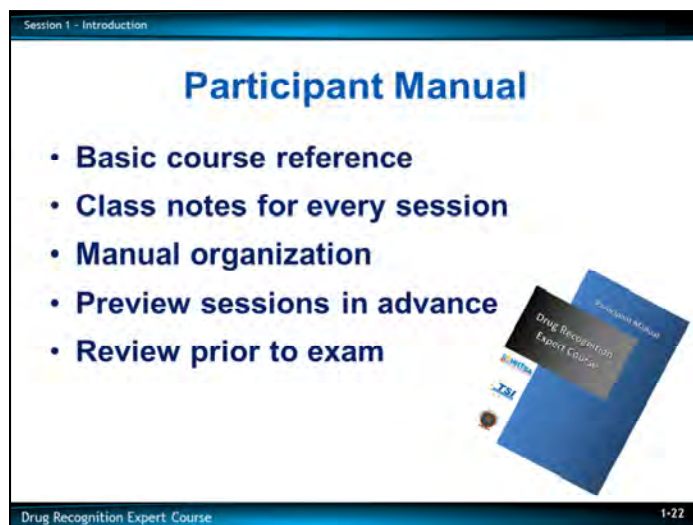 Session 1 - Introduction
Participant Manual
• Basic course reference
• Class notes for every session
• Manual organization
• Preview sessions in advance
• Review prior to exam
Participant Manual
Drug Recognition
Expert Course
NHTSA
TSI
Drug Recognition Expert Course
1-22